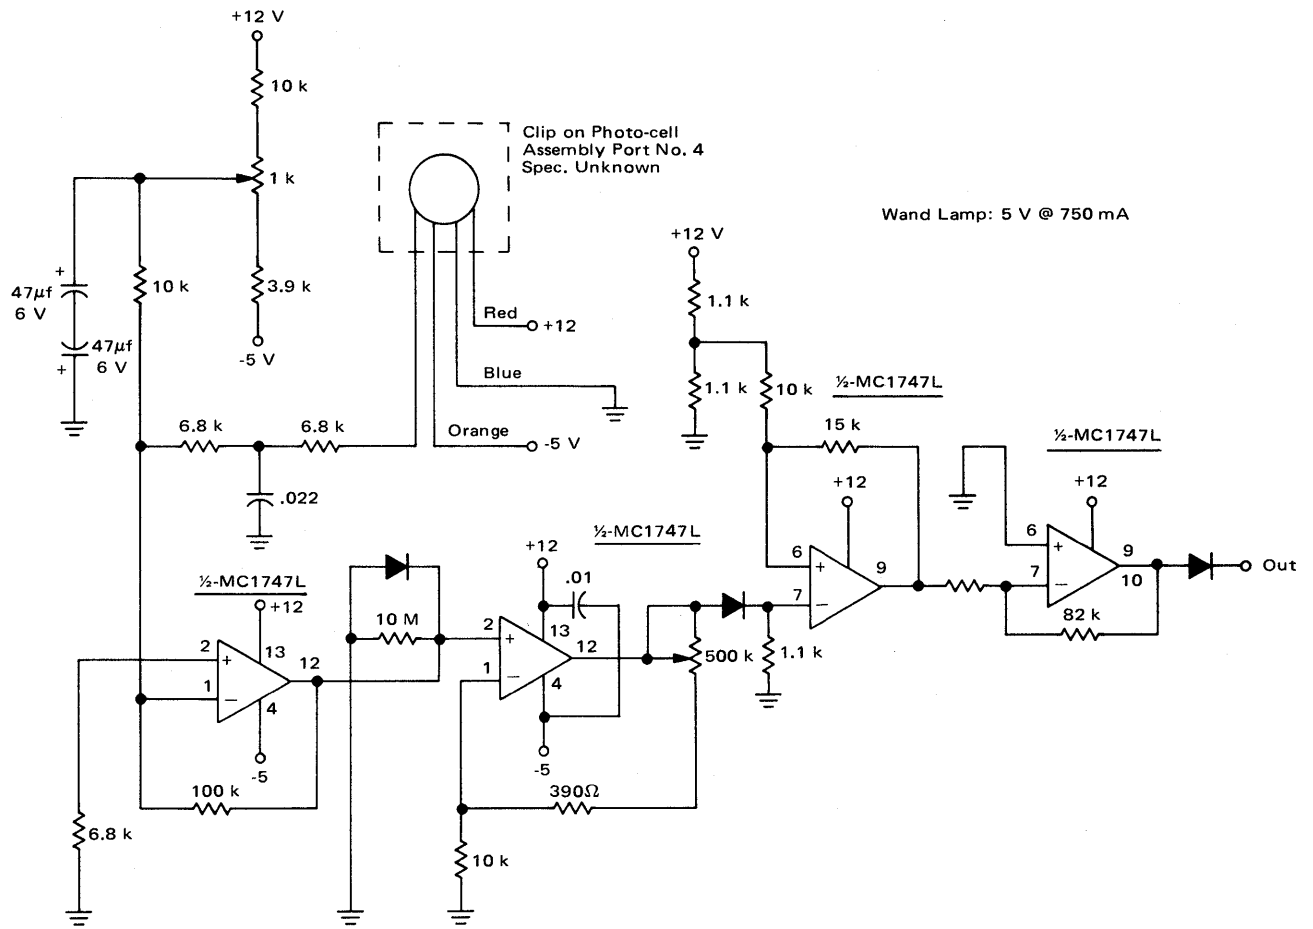 +12 V
10 k
1 k
Clip on Photo-cell
Assembly Port No. 4
Spec. Unknown
Wand Lamp: 5 V @ 750 mA
+12 V
+
47μf
6 V
10 k
3.9 k
1.1 k
Red
+12
47μf
6 V
+
-5 V
Blue
1.1 k
10 k
½-MC1747L
15 k
½-MC1747L
6.8 k
6.8 k
Orange
-5 V
+12
+12
.022
½-MC1747L
+12
6
+
9
10
7
−
Out
6
+
9
7
−
½-MC1747L
+12
.01
13
10 M
2
+
12
1
−
4
500 k
1.1 k
82 k
2
+
13
12
1
−
4
-5
-5
100 k
390Ω
6.8 k
10 k